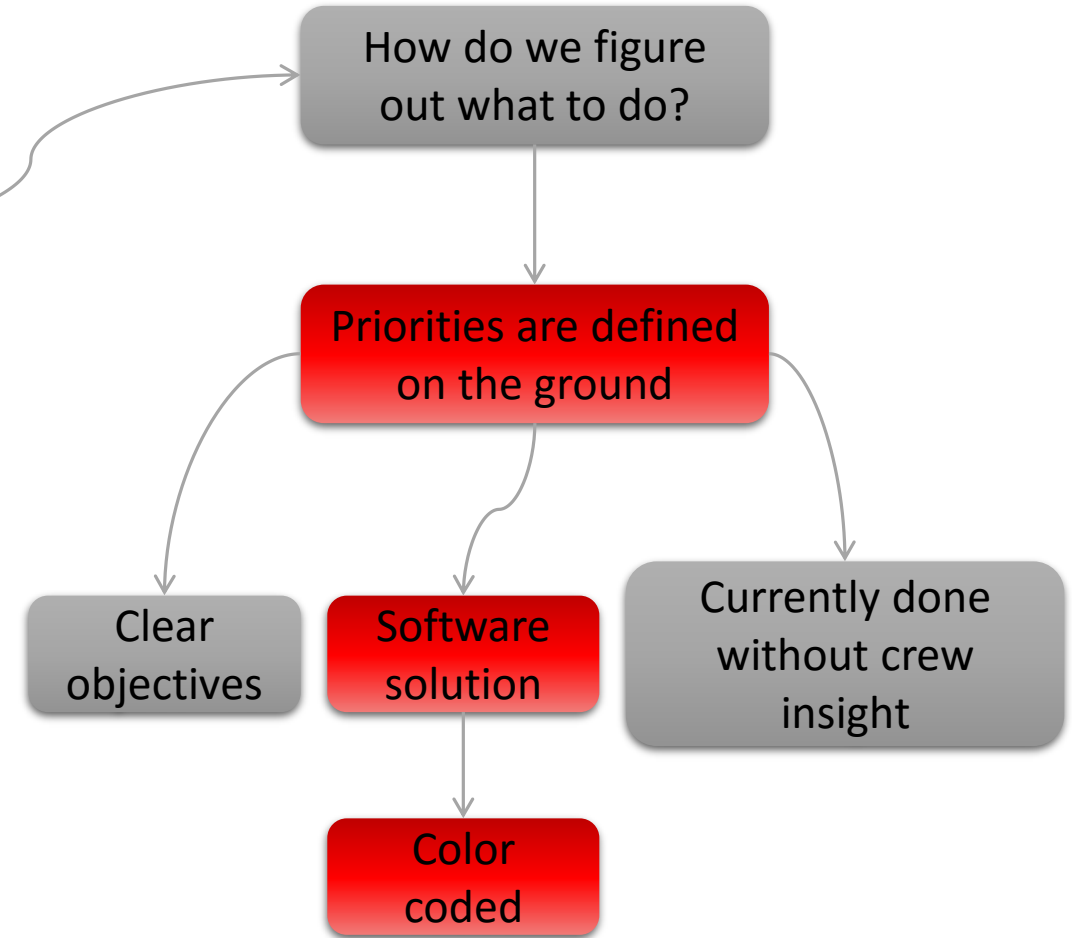 How do we figure
out what to do?
Priorities are defined
on the ground
Clear
objectives
Software
solution
Currently done
without crew
insight
Color
coded